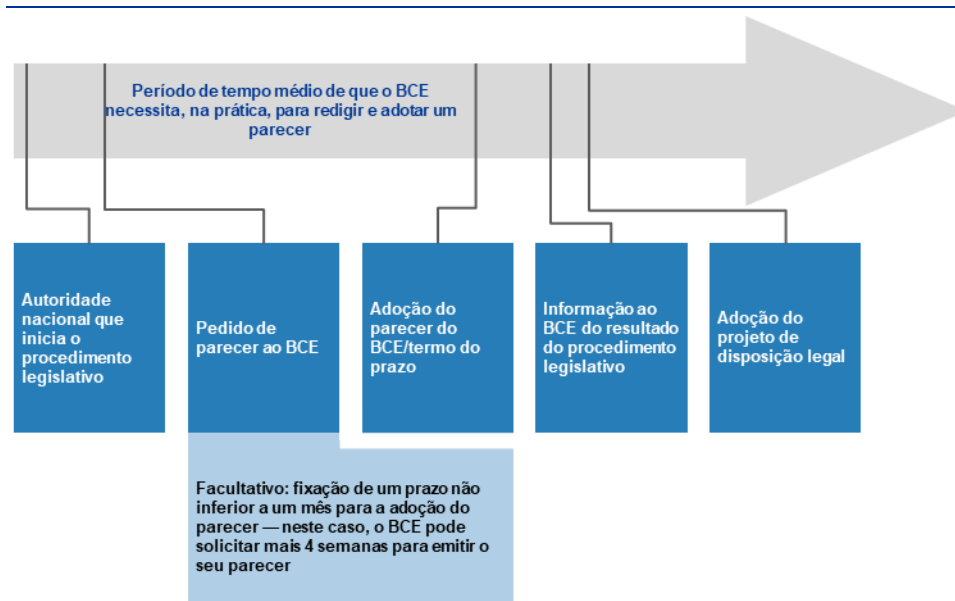 Período de tempo médio de que o BCE
necessita, na prática, para redigir e adotar um
parecer
Autoridade
nacional que
inicia o
procedimento
legislativo
Pedido de
parecer ao BCE
Adoção do
parecer do
BCE/termo do
prazo
Informação ao
BCE do resultado
do procedimento
legislativo
Adoção do
projeto de
disposição legal
Facultativo: fixação de um prazo não
inferior a um mês para a adoção do
parecer — neste caso, o BCE pode
solicitar mais 4 semanas para emitir o
seu parecer